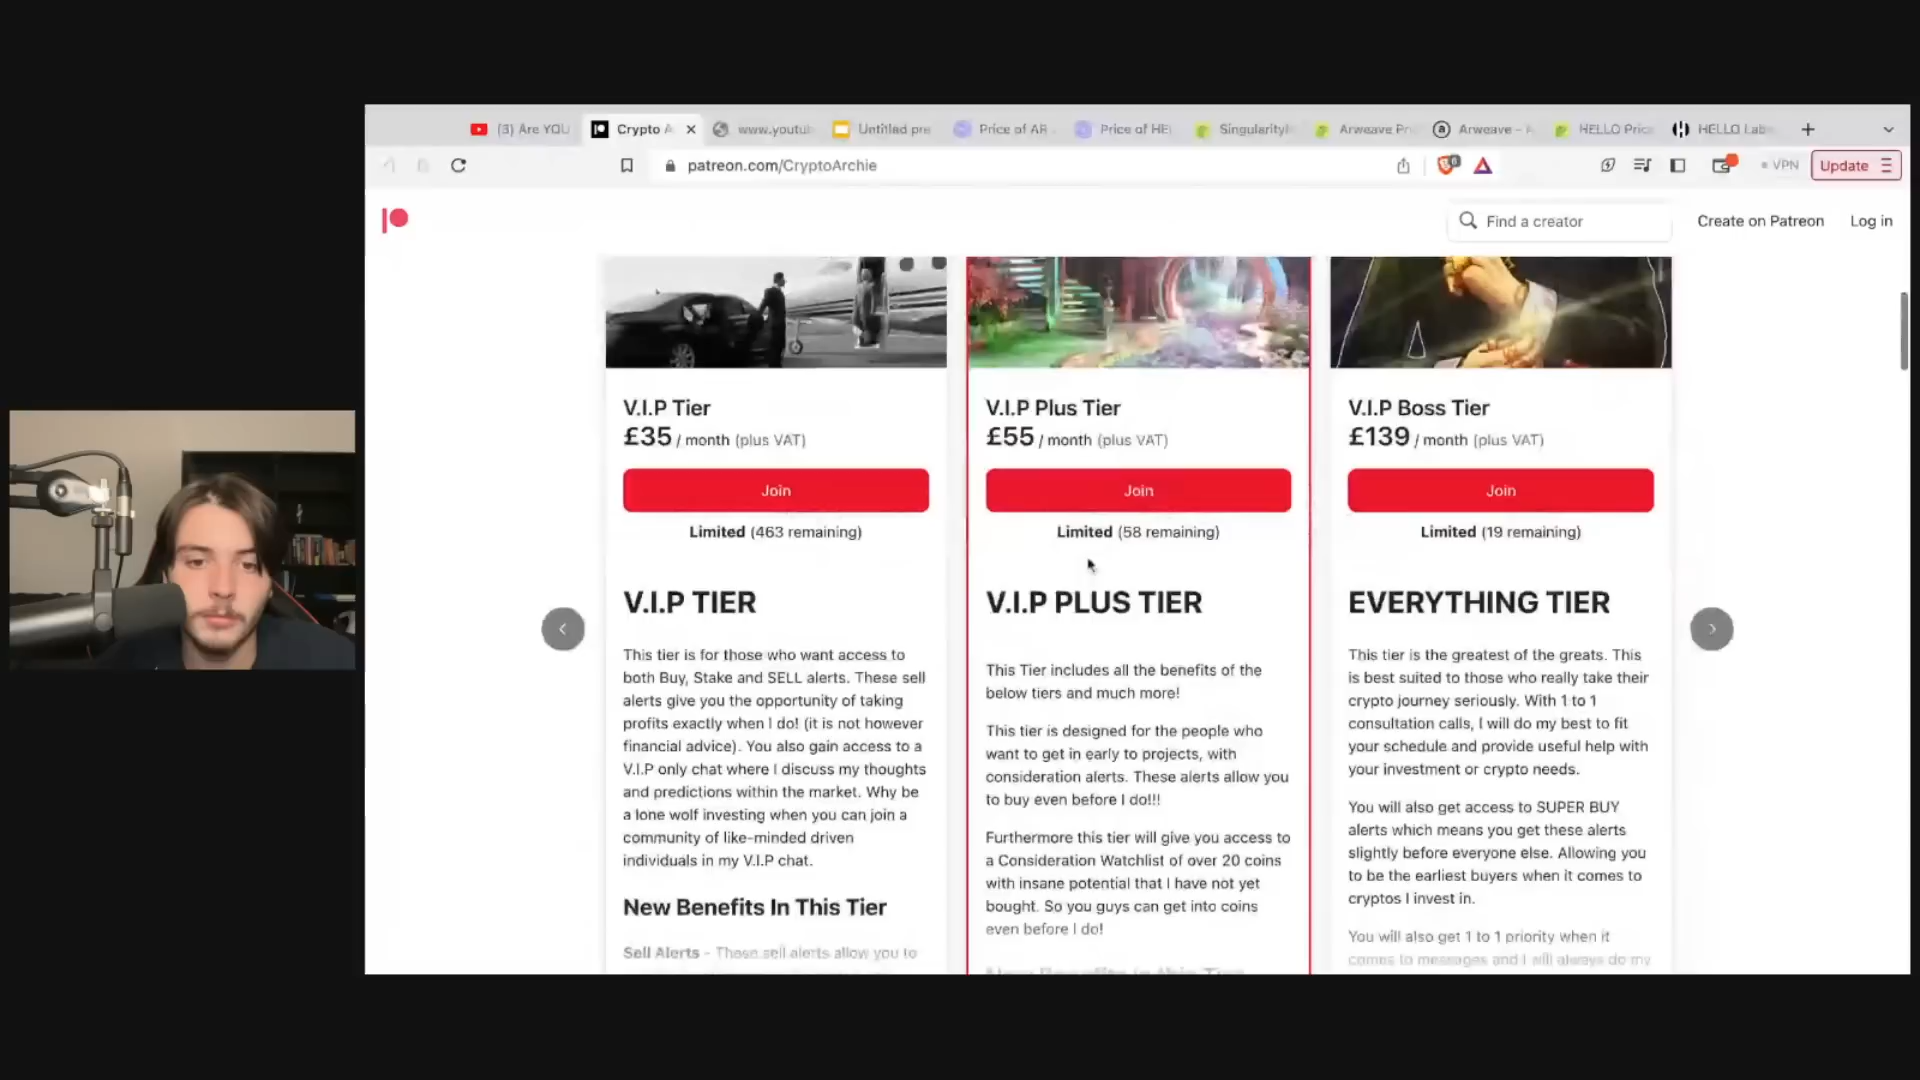 (3) Are YOU
Crypto A
www.youtub
Untitled pre
Price of AR
Price of HEL
Singularity
Arweave Pri
Arweave - A
HELLO Price
HELLO Labs
patreon.com/CryptoArchie
VPN
Update
Find a creator
Create on Patreon
Log in
V.I.P Tier
£35 / month (plus VAT)
Join
Limited (463 remaining)
V.I.P TIER
This tier is for those who want access to
both Buy, Stake and SELL alerts. These sell
alerts give you the opportunity of taking
profits exactly when I do! (it is not however
financial advice). You also gain access to a
V.I.P only chat where I discuss my thoughts
and predictions within the market. Why be
a lone wolf investing when you can join a
community of like-minded driven
individuals in my V.I.P chat.
New Benefits In This Tier
Sell Alerts - These sell alerts allow you to
V.I.P Plus Tier
£55 / month (plus VAT)
Join
Limited (58 remaining)
V.I.P PLUS TIER
This Tier includes all the benefits of the
below tiers and much more!
This tier is designed for the people who
want to get in early to projects, with
consideration alerts. These alerts allow you
to buy even before I do!!!
Furthermore this tier will give you access to
a Consideration Watchlist of over 20 coins
with insane potential that I have not yet
bought. So you guys can get into coins
even before I do!
New Benefits In this Tier
V.I.P Boss Tier
£139 / month (plus VAT)
Join
Limited (19 remaining)
EVERYTHING TIER
This tier is the greatest of the greats. This
is best suited to those who really take their
crypto journey seriously. With 1 to 1
consultation calls, I will do my best to fit
your schedule and provide useful help with
your investment or crypto needs.
You will also get access to SUPER BUY
alerts which means you get these alerts
slightly before everyone else. Allowing you
to be the earliest buyers when it comes to
cryptos I invest in.
You will also get 1 to 1 priority when it
comes to messages and I will always do my